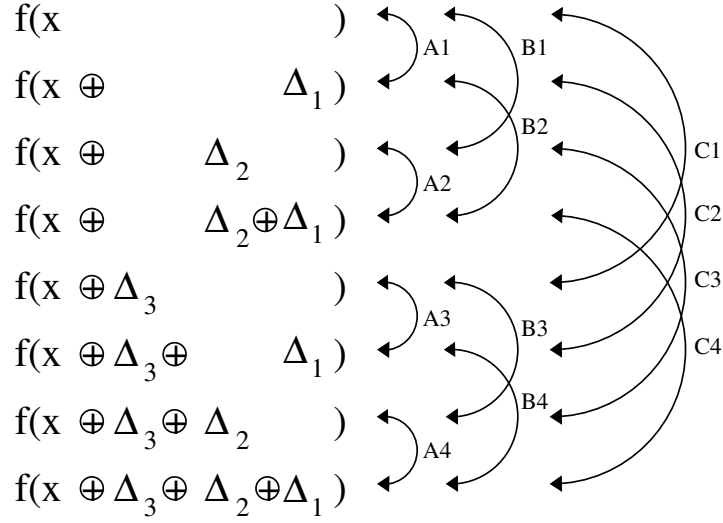 f(x )
A1 B1
f(x ⊕ Δ1 )
B2
f(x ⊕ Δ2 )
C1
A2
f(x ⊕ Δ2 ⊕ Δ1 )
C2
f(x ⊕ Δ3 )
C3
A3 B3
f(x ⊕ Δ3 ⊕ Δ1 )
C4
B4
f(x ⊕ Δ3 ⊕ Δ2 )
A4
f(x ⊕ Δ3 ⊕ Δ2 ⊕ Δ1 )